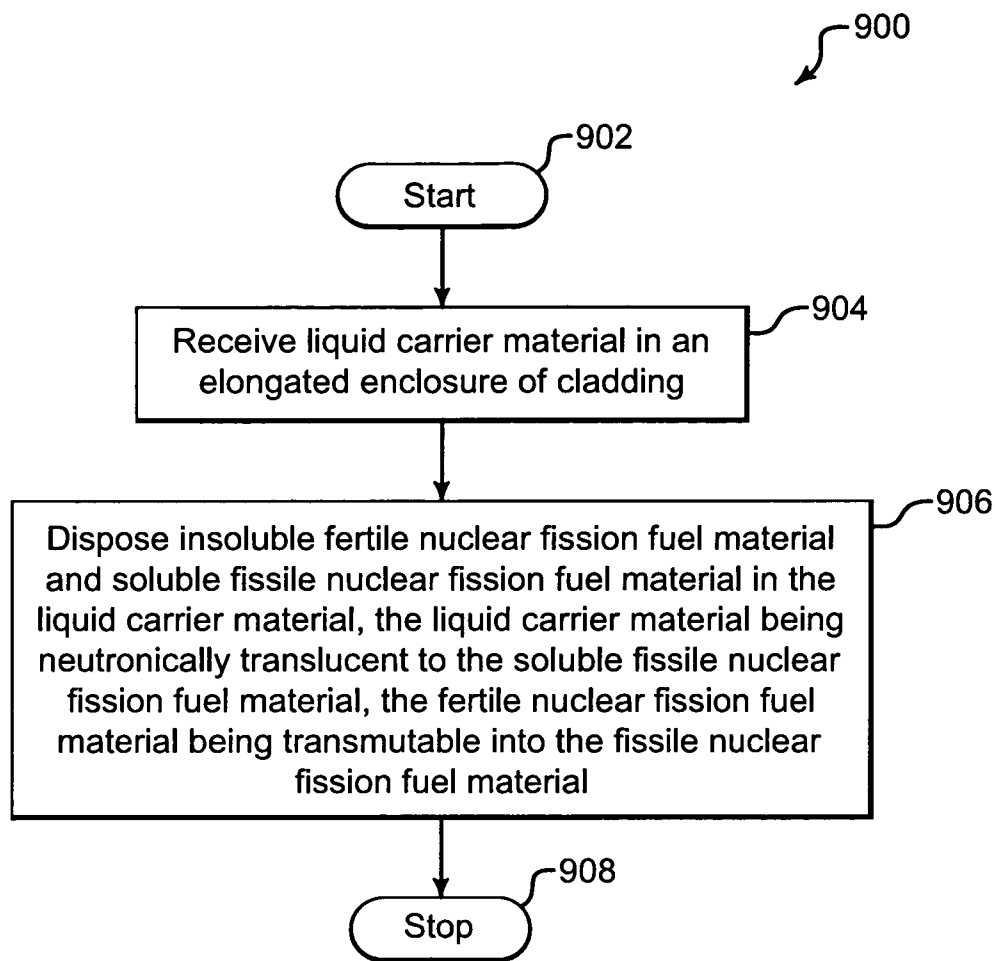 900
902
Start
904
Receive liquid carrier material in an
elongated enclosure of cladding
906
Dispose insoluble fertile nuclear fission fuel material
and soluble fissile nuclear fission fuel material in the
liquid carrier material, the liquid carrier material being
neutronically translucent to the soluble fissile nuclear
fission fuel material, the fertile nuclear fission fuel
material being transmutable into the fissile nuclear
fission fuel material
908
Stop